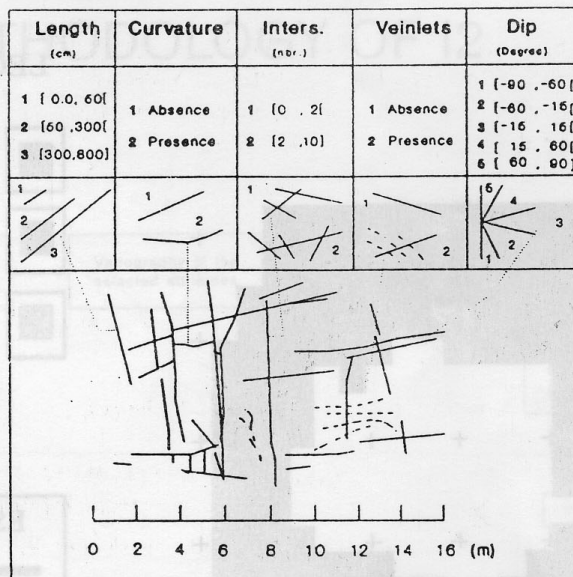 Length Curvature Inters. Veinlets Dip
(cm) (nbr.) (Degree)
1 [ 0.0, 60[
2 [60 ,300[
3 [300,800]
1 Absence
2 Presence
1 [0 , 2[
2 [2 ,10]
1 Absence
2 Presence
1 [-90 ,-60[
2 [-60 ,-15[
3 [-15 , 15[
4 [ 15 , 60[
5 [ 60 , 90]
1
2
3
1
2
1
2
1
2
5
4
3
2
1
0 2 4 6 8 10 12 14 16 (m)